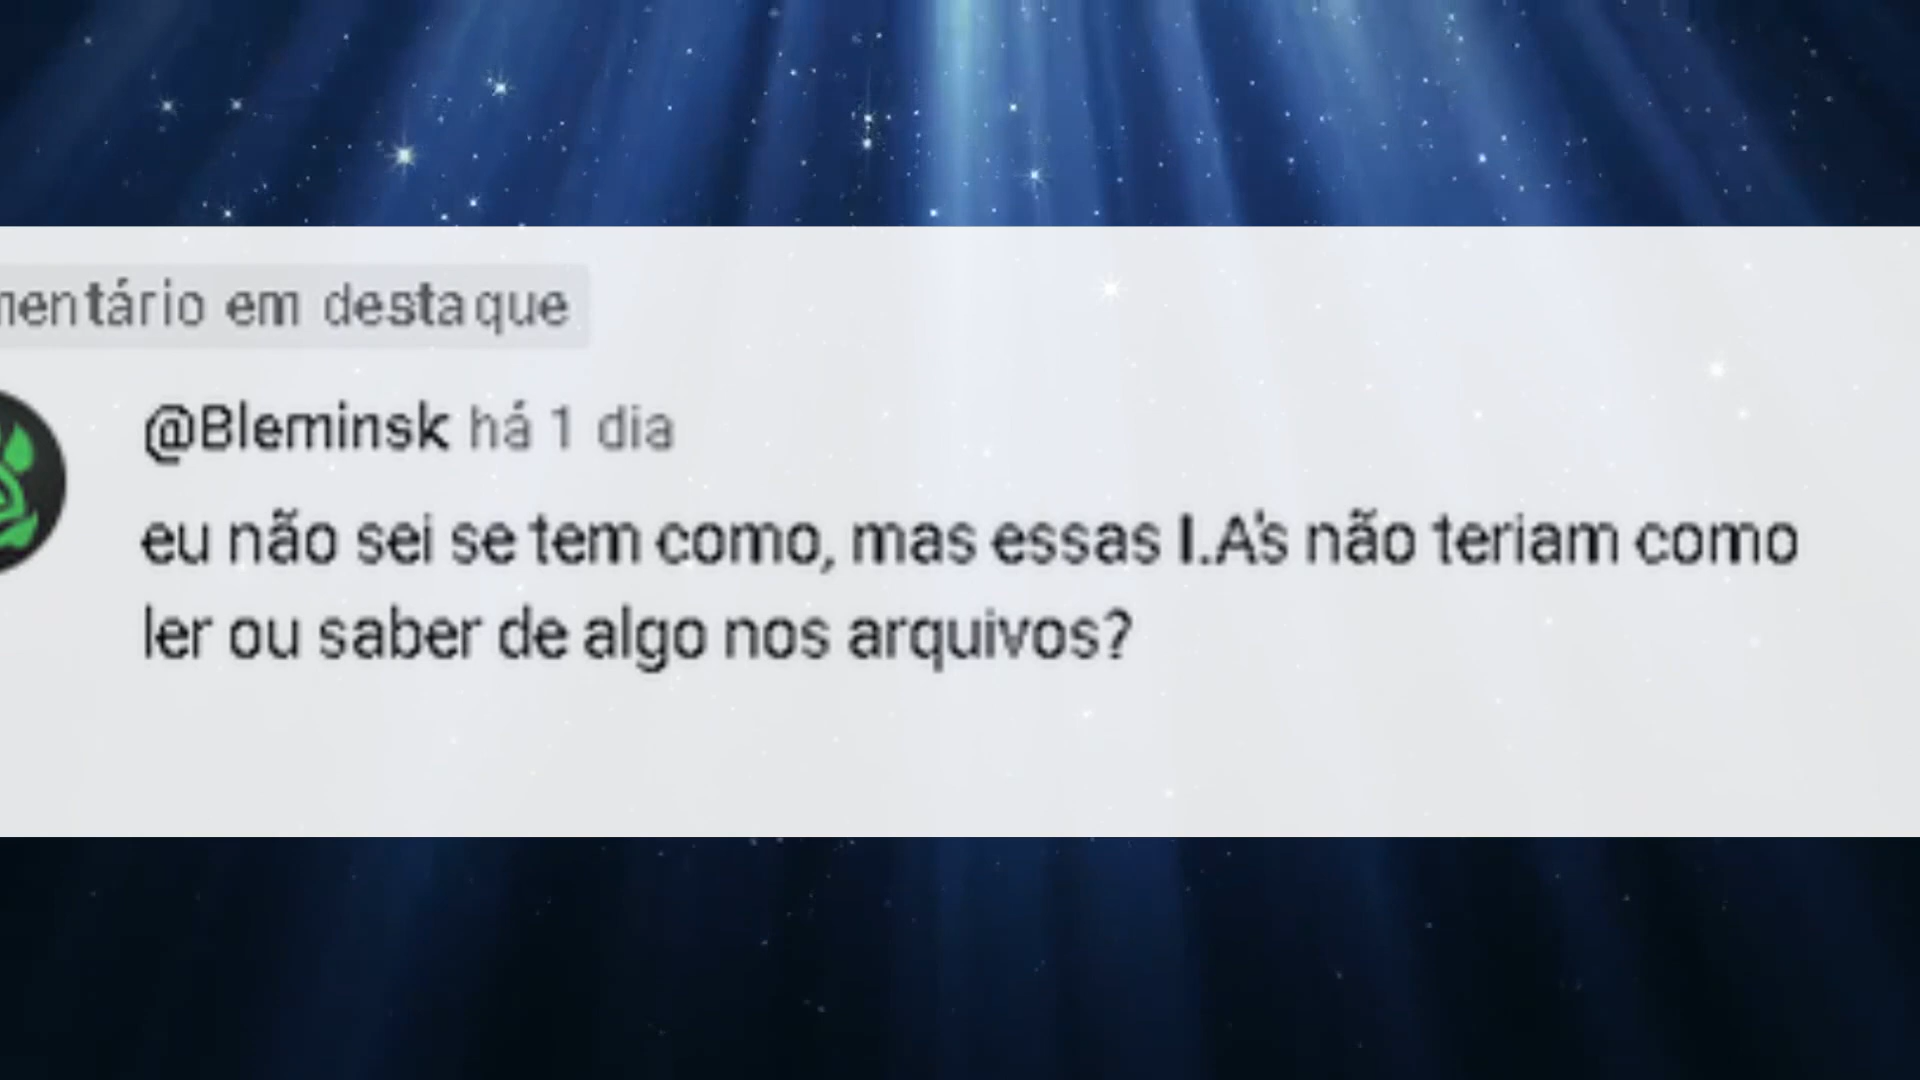 mentário em destaque
@Bleminsk há 1 dia
eu não sei se tem como, mas essas I.A's não teriam como
ler ou saber de algo nos arquivos?